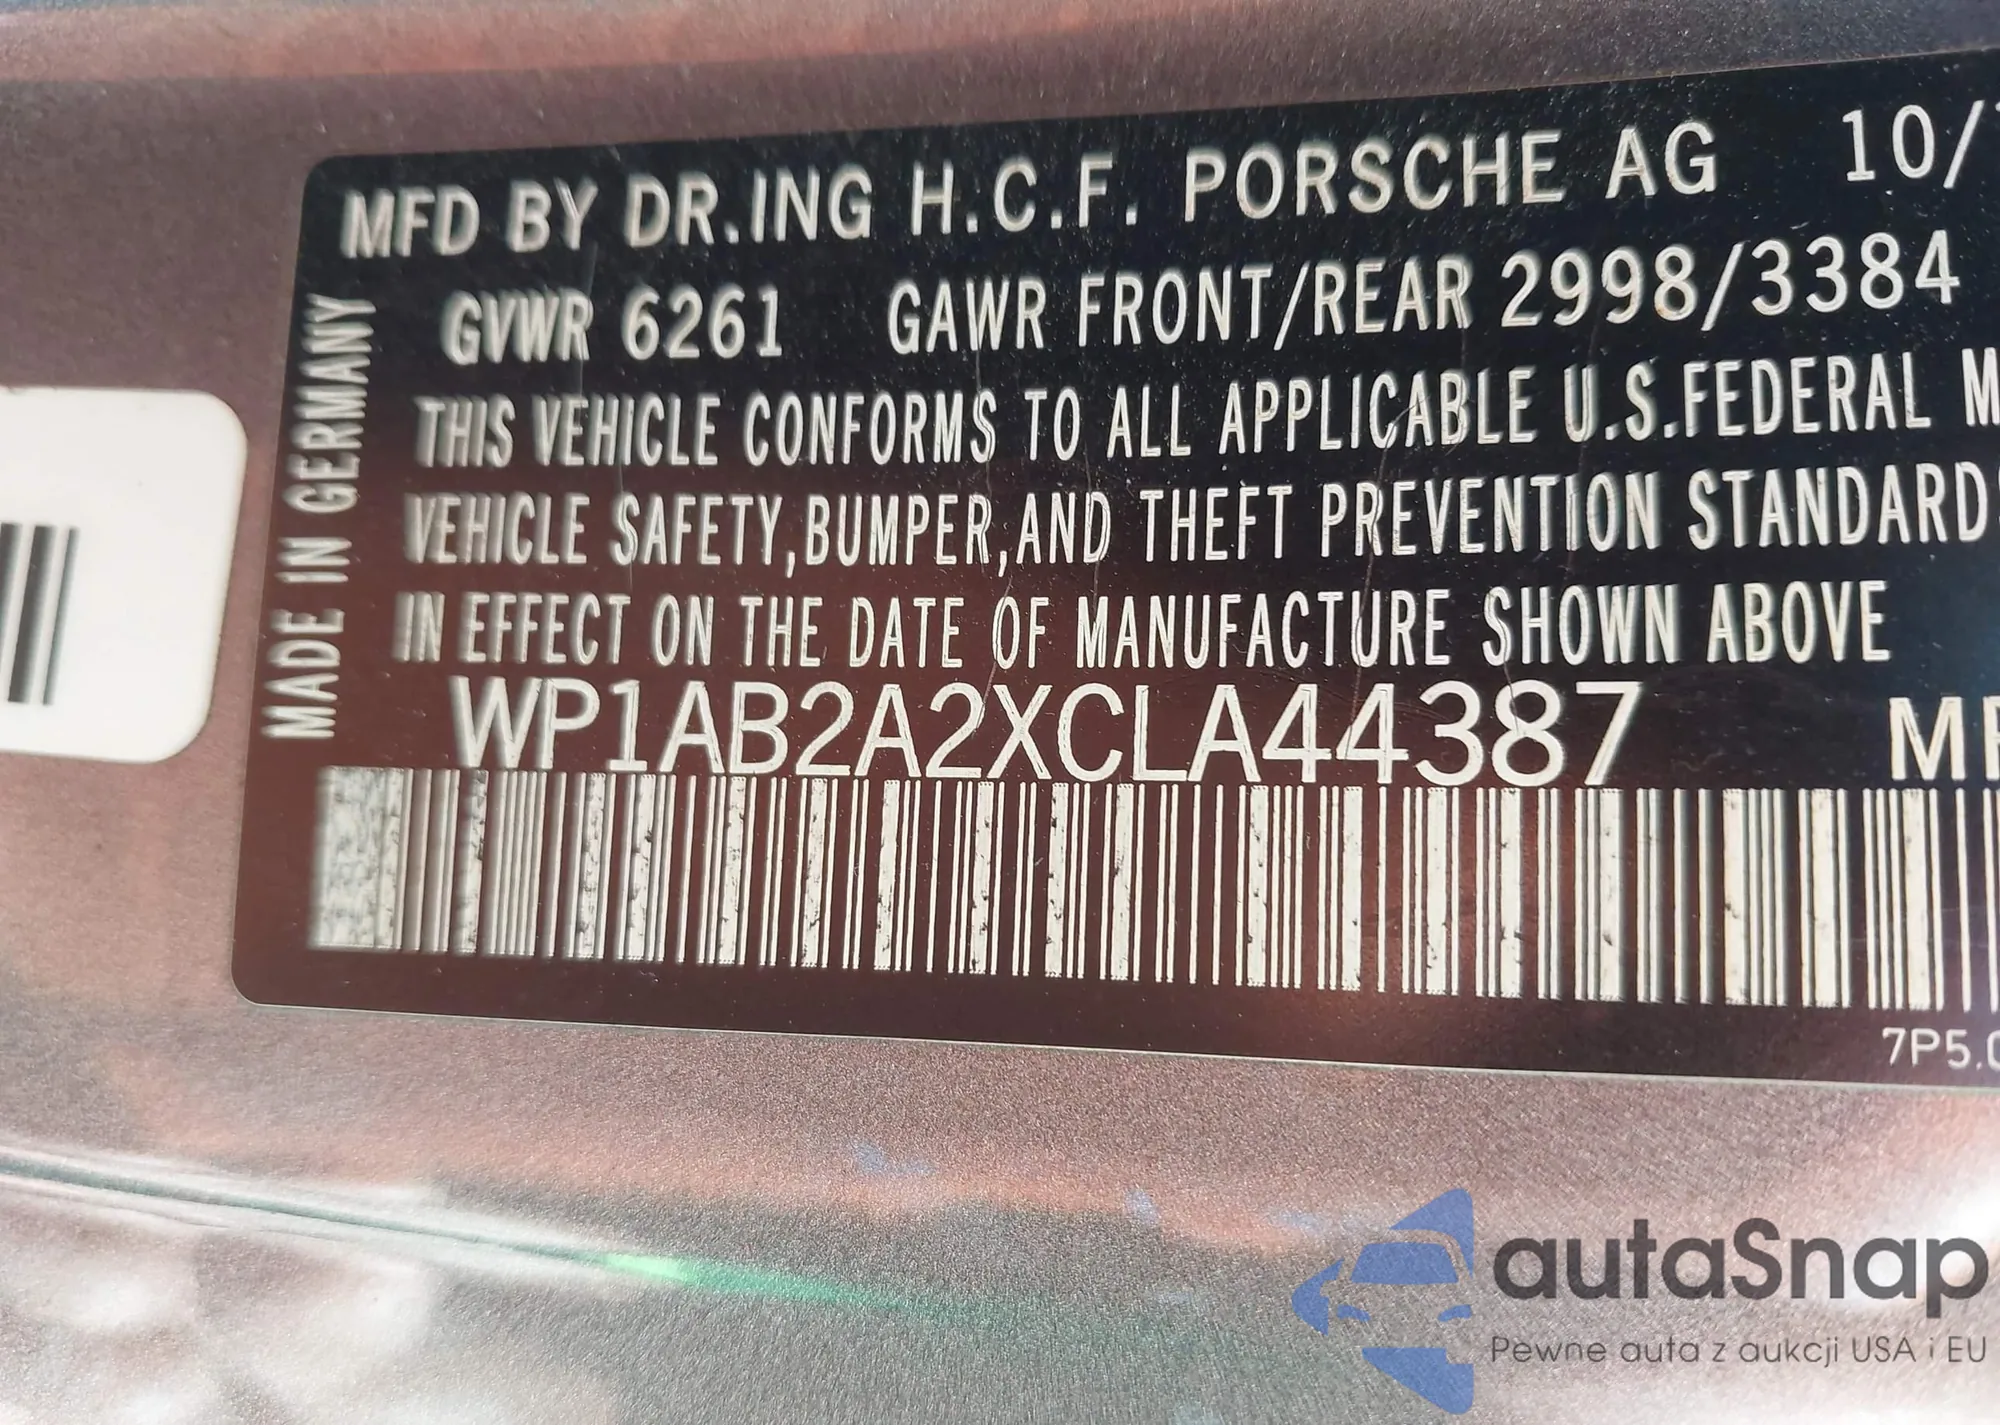 MFD BY DR.ING H.C.F. PORSCHE AG 10/
GVWR 6261 GAWR FRONT/REAR 2998/3384
THIS VEHICLE CONFORMS TO ALL APPLICABLE U.S.FEDERAL M
VEHICLE SAFETY,BUMPER,AND THEFT PREVENTION STANDARDS
IN EFFECT ON THE DATE OF MANUFACTURE SHOWN ABOVE
WP1AB2A2XCLA44387
MADE IN GERMANY
7P5.0
autaSnap
Pewne auta z aukcji USA i EU